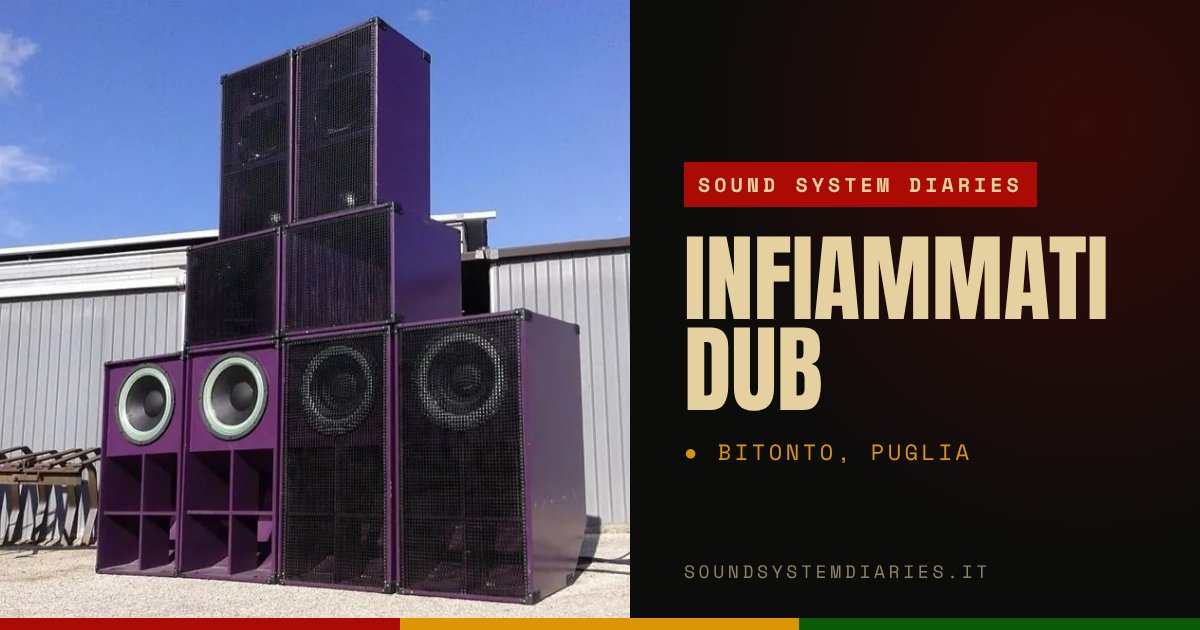 SOUND SYSTEM DIARIES
INFIAMMATI
DUB
• BITONTO, PUGLIA
SOUNDSYSTEMDIARIES.IT